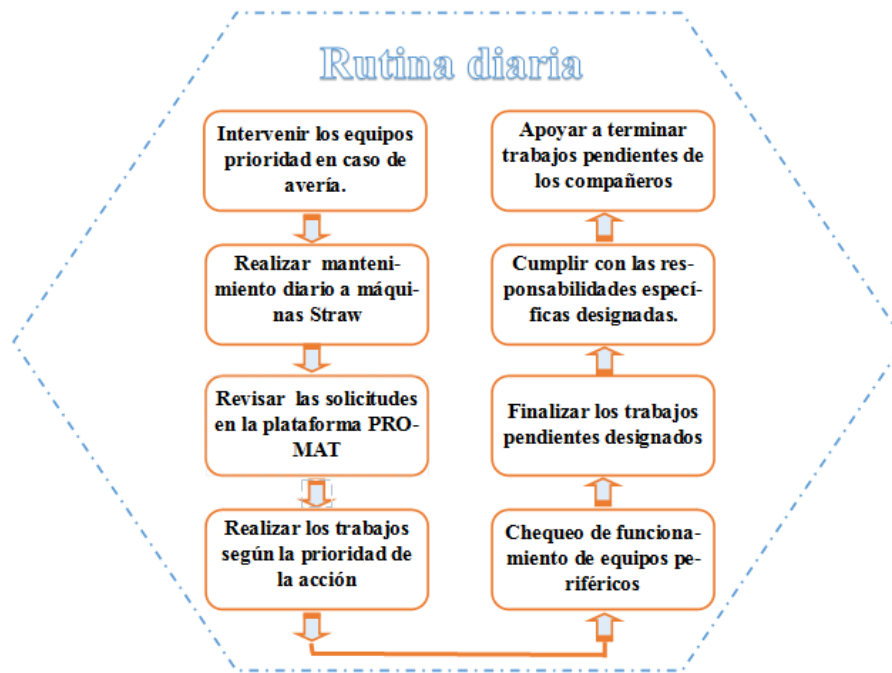 Rutina diaria
Intervenir los equipos
prioridad en caso de
avería.
Realizar manteni-
miento diario a máqui-
nas Straw
Revisar las solicitudes
en la plataforma PRO-
MAT
Realizar los trabajos
según la prioridad de
la acción
Chequeo de funciona-
miento de equipos pe-
riféricos
Finalizar los trabajos
pendientes designados
Cumplir con las res-
ponsabilidades específi-
ficas designadas.
Apoyar a terminar
trabajos pendientes de
los compañeros